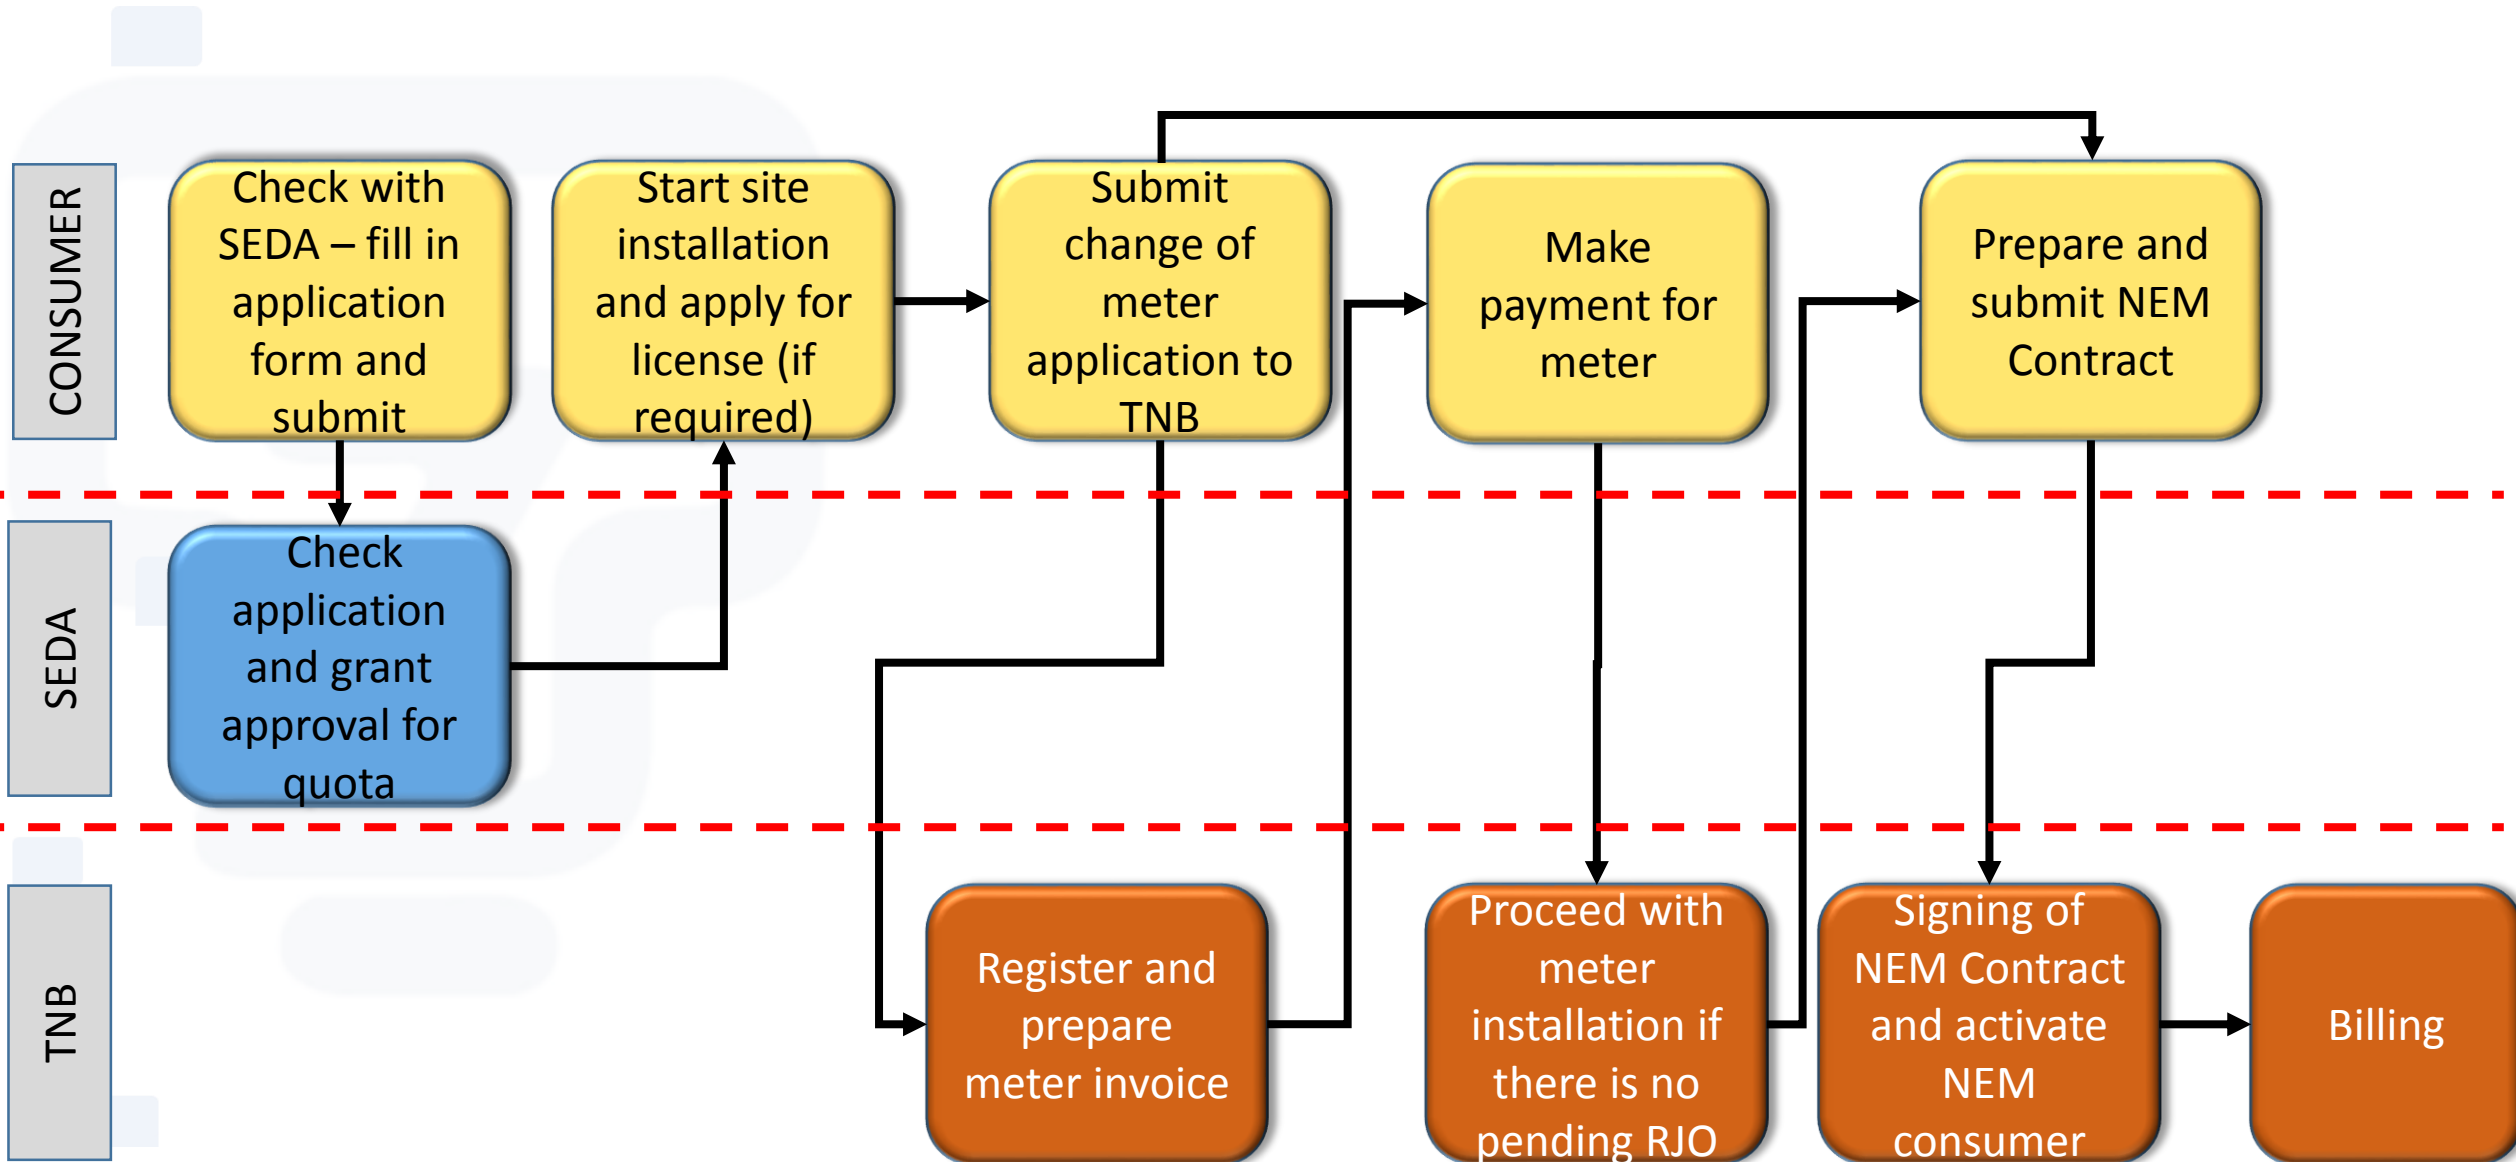 CONSUMER
Check with
SEDA – fill in
application
form and
submit
Start site
installation
and apply for
license (if
required)
Submit
change of
meter
application to
TNB
Make
payment for
meter
Prepare and
submit NEM
Contract
SEDA
Check
application
and grant
approval for
quota
TNB
Register and
prepare
meter invoice
Proceed with
meter
installation if
there is no
pending RJO
Signing of
NEM Contract
and activate
NEM
consumer
Billing